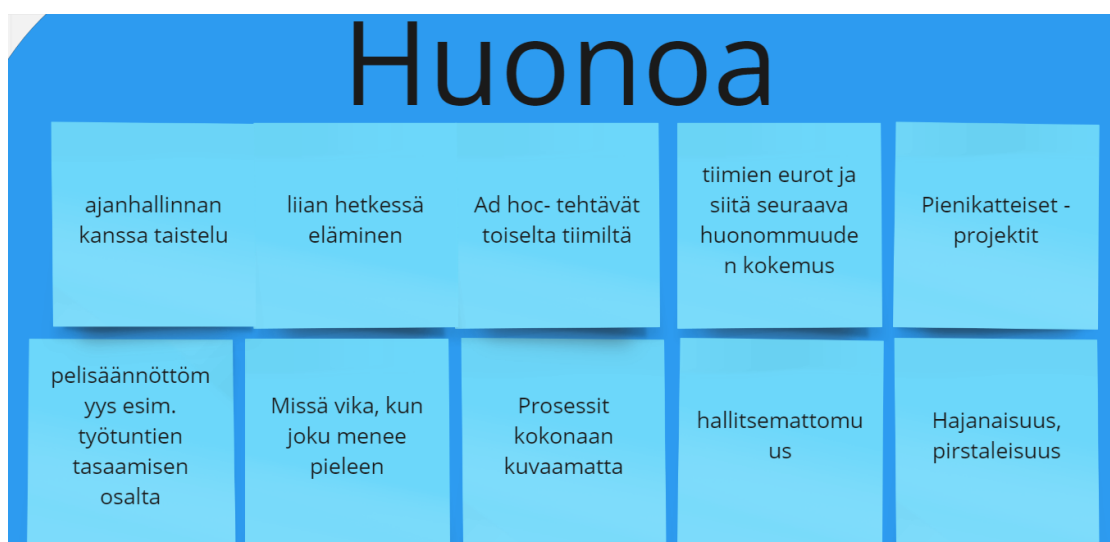 Huonoa
ajanhallinnan
kanssa taistelu
liian hetkessä
eläminen
Ad hoc- tehtävät
toiselta tiimiltä
tiimien eurot ja
siitä seuraava
huonommuude
n kokemus
Pienikatteiset -
projektit
pelisäännöttöm
yys esim.
työtuntien
tasaamisen
osalta
Missä vika, kun
joku menee
pieleen
Prosessit
kokonaan
kuvaamatta
hallitsemattomu
us
Hajanaisuus,
pirstaleisuus